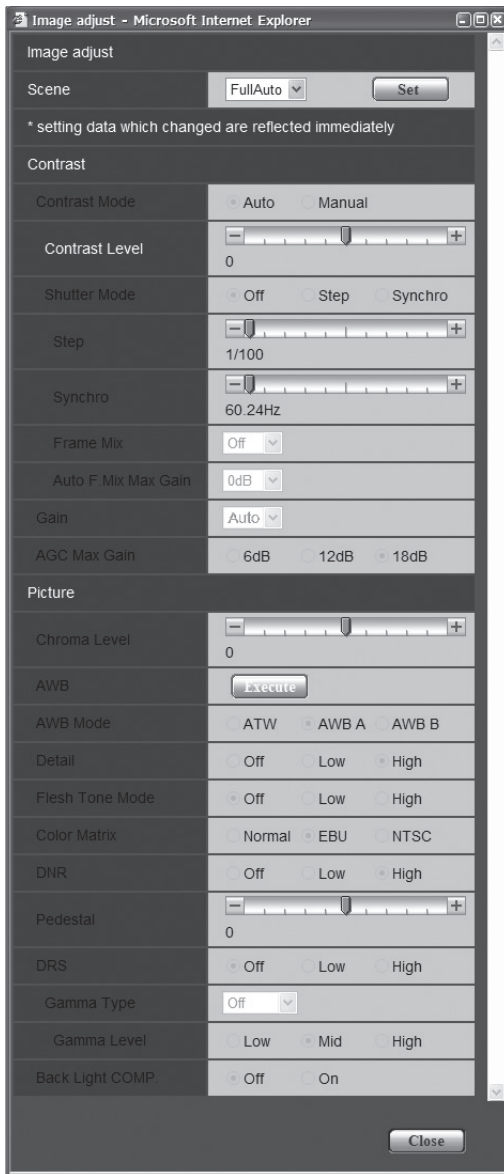 Image adjust - Microsoft Internet Explorer
Image adjust
Scene FullAuto Set
* setting data which changed are reflected immediately
Contrast
Contrast Mode Auto Manual
Contrast Level
0
Shutter Mode Off Step Synchro
Step
1/100
Synchro
60.24Hz
Frame Mix Off
Auto F.Mix Max Gain 0dB
Gain Auto
AGC Max Gain 6dB 12dB 18dB
Picture
Chroma Level
0
AWB Execute
AWB Mode ATW AWB A AWB B
Detail Off Low High
Flesh Tone Mode Off Low High
Color Matrix Normal EBU NTSC
DNR Off Low High
Pedestal
0
DRS Off Low High
Gamma Type Off
Gamma Level Low Mid High
Back Light COMP. Off On
Close